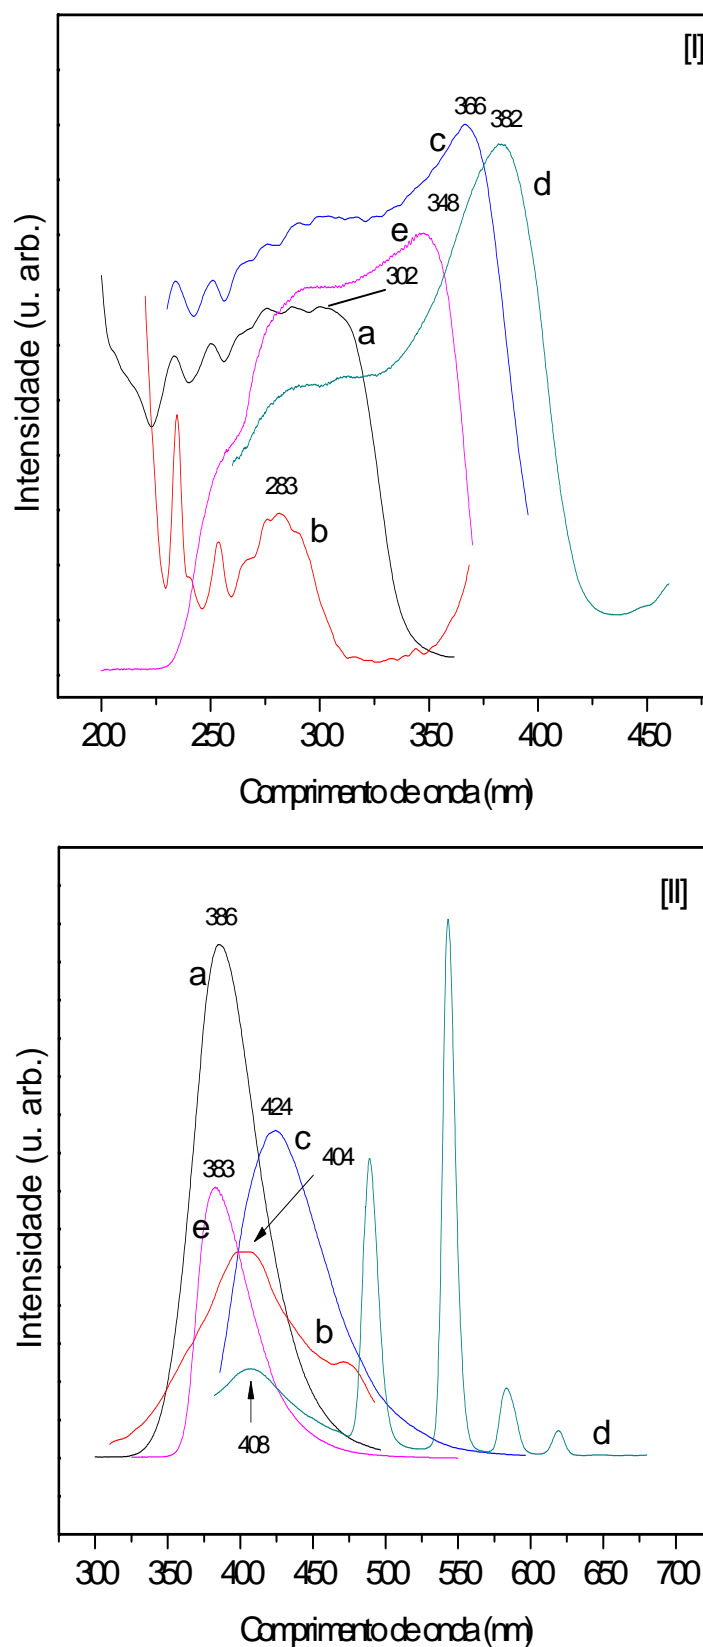 [I]
366
382
c
d
348
e
302
a
283
b
Intensidade (u. arb.)
200 250 300 350 400 450
Comprimento de onda (nm)
[II]
386
a
424
c
404
383
e
b
408
d
Intensidade (u. arb.)
300 350 400 450 500 550 600 650 700
Comprimento de onda (nm)